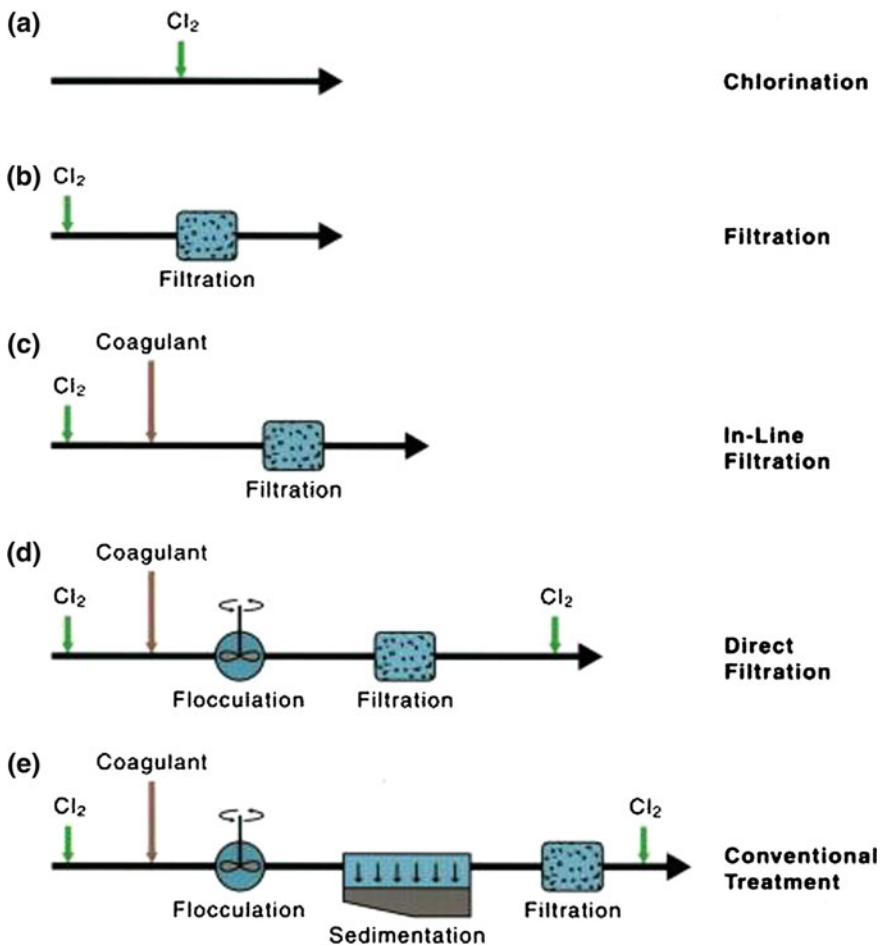 (a)
Cl₂
Chlorination
(b)
Cl₂
Filtration
Filtration
(c)
Coagulant
Cl₂
Filtration
In-Line
Filtration
(d)
Coagulant
Cl₂
Cl₂
Flocculation
Filtration
Direct
Filtration
(e)
Coagulant
Cl₂
Cl₂
Flocculation
Sedimentation
Filtration
Conventional
Treatment